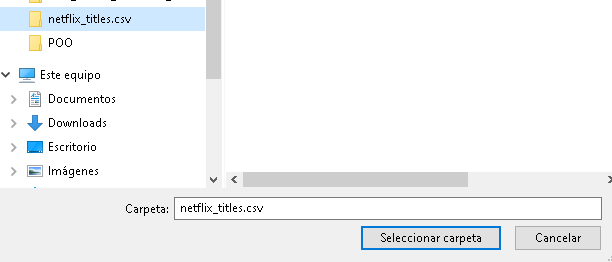 netflix_titles.csv
POO
Este equipo
Documentos
Downloads
Escritorio
Imágenes
Carpeta: netflix_titles.csv
Seleccionar carpeta Cancelar